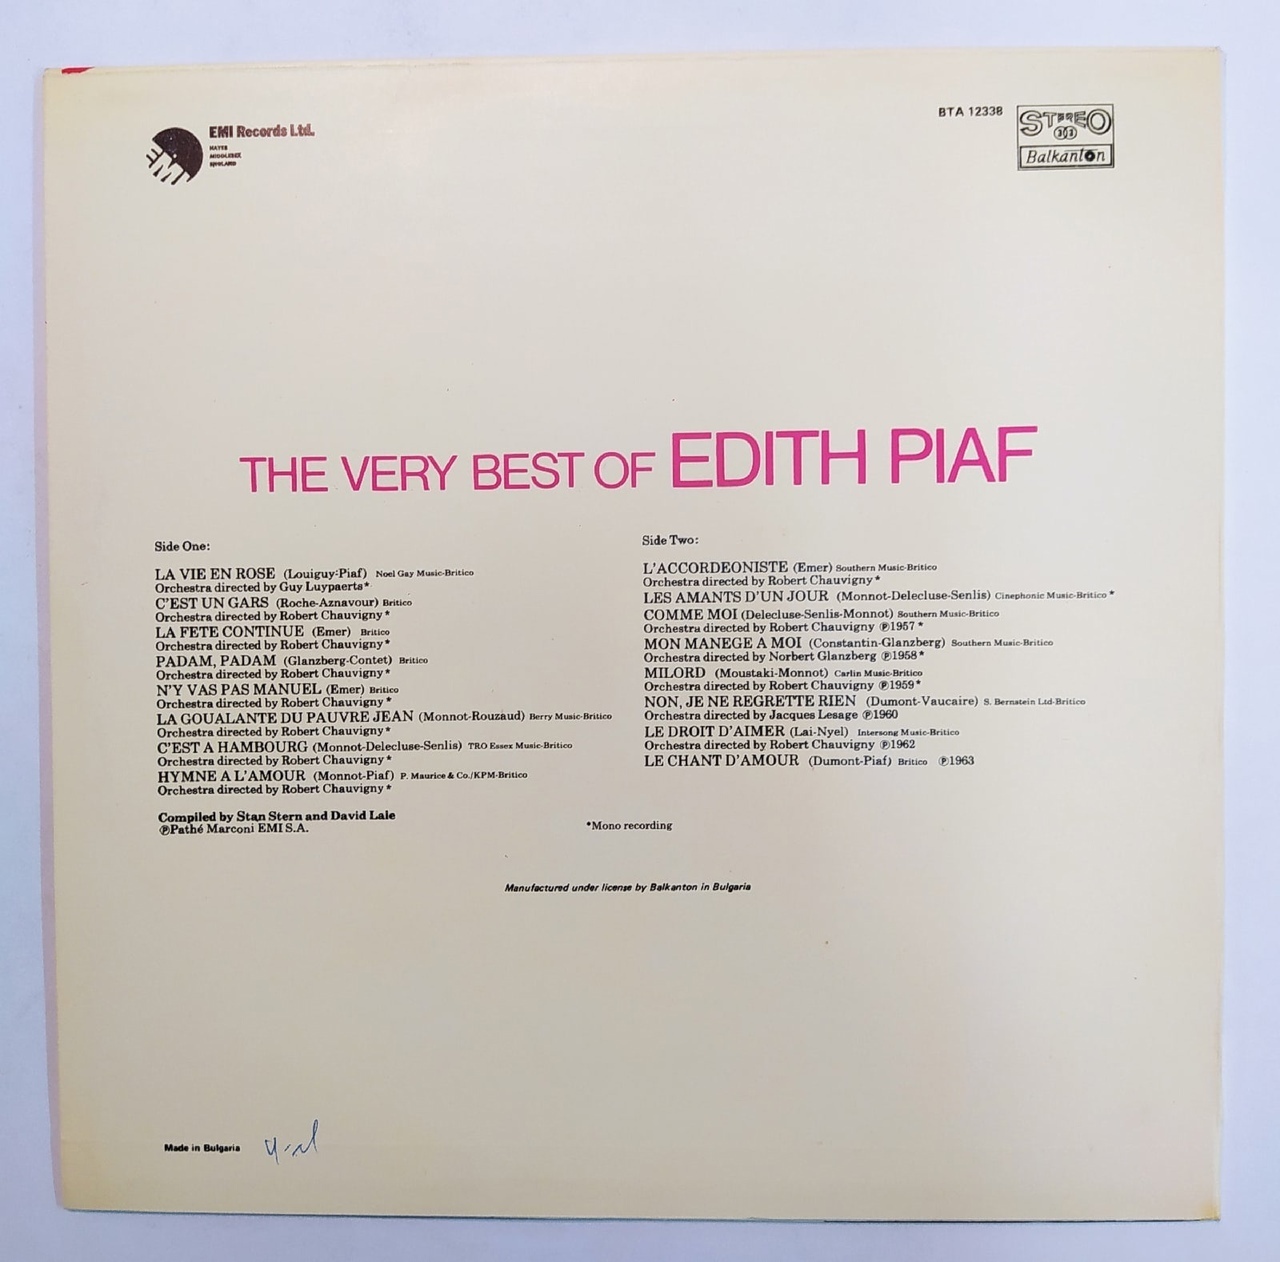 EMI Records Ltd.
HAYES
MIDDLESEX
ENGLAND
EMI
BTA 12338
STEREO
33
Balkanton
THE VERY BEST OF EDITH PIAF
Side One:
LA VIE EN ROSE (Louiguy-Piaf) Noel Gay Music-Britico
Orchestra directed by Guy Luypaerts*
C'EST UN GARS (Roche-Aznavour) Britico
Orchestra directed by Robert Chauvigny*
LA FETE CONTINUE (Emer) Britico
Orchestra directed by Robert Chauvigny*
PADAM, PADAM (Glanzberg-Contet) Britico
Orchestra directed by Robert Chauvigny*
N'Y VAS PAS MANUEL (Emer) Britico
Orchestra directed by Robert Chauvigny*
LA GOUALANTE DU PAUVRE JEAN (Monnot-Rouzaud) Berry Music-Britico
Orchestra directed by Robert Chauvigny*
C'EST A HAMBOURG (Monnot-Delecluse-Senlis) TRO Essex Music-Britico
Orchestra directed by Robert Chauvigny*
HYMNE A L'AMOUR (Monnot-Piaf) P. Maurice & Co./KPM-Britico
Orchestra directed by Robert Chauvigny*
Compiled by Stan Stern and David Lale
℗Pathé Marconi EMI S.A.
Side Two:
L'ACCORDEONISTE (Emer) Southern Music-Britico
Orchestra directed by Robert Chauvigny*
LES AMANTS D'UN JOUR (Monnot-Delecluse-Senlis) Cinephonic Music-Britico*
COMME MOI (Delecluse-Senlis-Monnot) Southern Music-Britico
Orchestra directed by Robert Chauvigny ℗1957*
MON MANEGE A MOI (Constantin-Glanzberg) Southern Music-Britico
Orchestra directed by Norbert Glanzberg ℗1958*
MILORD (Moustaki-Monnot) Carlin Music-Britico
Orchestra directed by Robert Chauvigny ℗1959*
NON, JE NE REGRETTE RIEN (Dumont-Vaucaire) S. Bernstein Ltd-Britico
Orchestra directed by Jacques Lesage ℗1960
LE DROIT D'AIMER (Lai-Nyel) Intersong Music-Britico
Orchestra directed by Robert Chauvigny ℗1962
LE CHANT D'AMOUR (Dumont-Piaf) Britico ℗1963
*Mono recording
Manufactured under license by Balkanton in Bulgaria
Made in Bulgaria